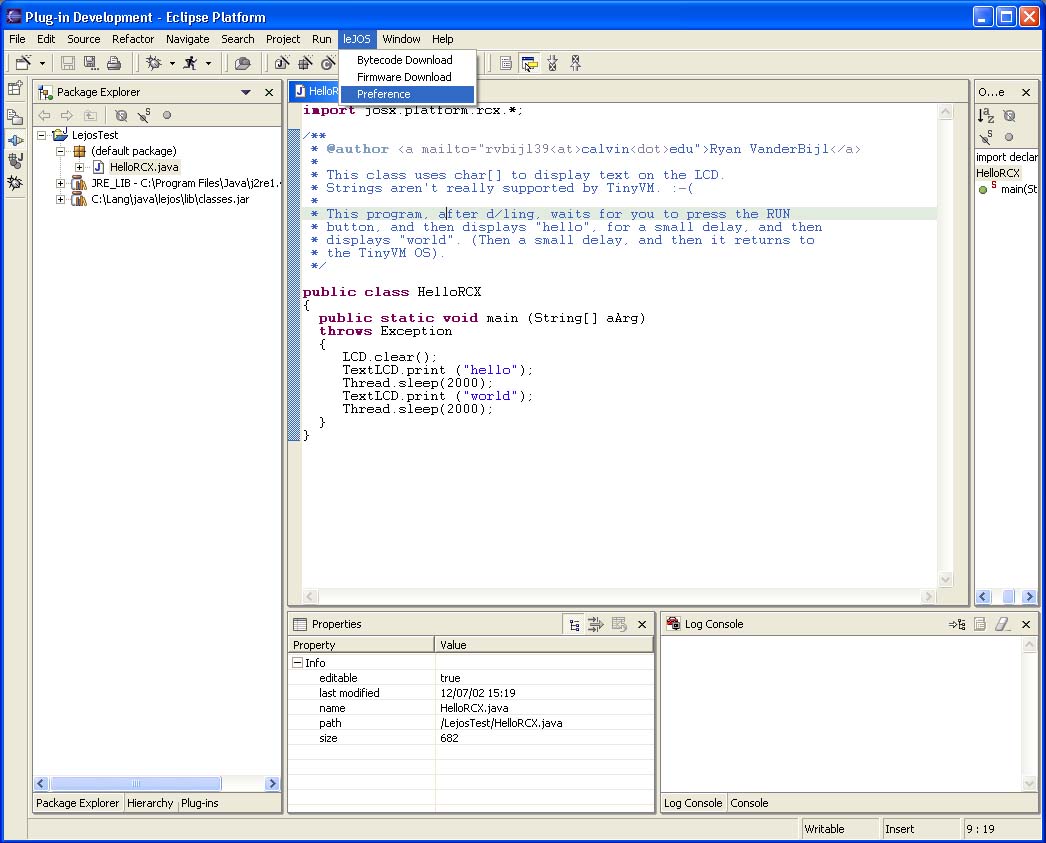 Plug-in Development - Eclipse Platform
File Edit Source Refactor Navigate Search Project Run leJOS Window Help
Bytecode Download
Firmware Download
Preference
Package Explorer
LejosTest
(default package)
HelloRCX.java
JRE_LIB - C:\Program Files\Java\j2re1.
C:\Lang\java\lejos\lib\classes.jar
Package Explorer Hierarchy Plug-ins
HelloR
import josx.platform.rcx.*;
/**
* @author <a mailto="rvbijl39<at>calvin<dot>edu">Ryan VanderBijl</a>
*
* This class uses char[] to display text on the LCD.
* Strings aren't really supported by TinyVM. :-(
*
* This program, after d/ling, waits for you to press the RUN
* button, and then displays "hello", for a small delay, and then
* displays "world". (Then a small delay, and then it returns to
* the TinyVM OS).
*/
public class HelloRCX
{
public static void main (String[] aArg)
throws Exception
{
LCD.clear();
TextLCD.print ("hello");
Thread.sleep(2000);
TextLCD.print ("world");
Thread.sleep(2000);
}
}
O...e
import declar
HelloRCX
main(St
Properties
Property Value
Info
editable true
last modified 12/07/02 15:19
name HelloRCX.java
path /LejosTest/HelloRCX.java
size 682
Log Console
Log Console Console
Writable Insert 9 : 19